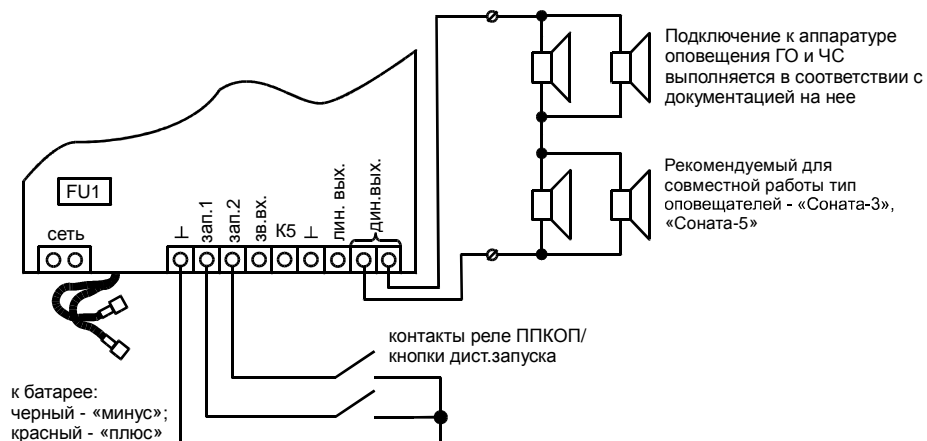 Подключение к аппаратуре
оповещения ГО и ЧС
выполняется в соответствии с
документацией на нее
Рекомендуемый для
совместной работы тип
оповещателей - «Соната-3»,
«Соната-5»
FU1
сеть
⊥
зап.1
зап.2
зв.вх.
К5
⊥
лин. вых.
дин.вых.
контакты реле ППКОП/
кнопки дист.запуска
к батарее:
черный - «минус»;
красный - «плюс»